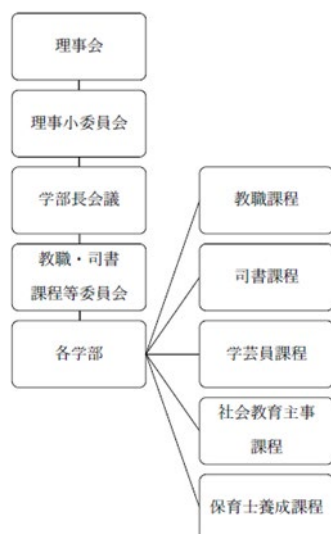 理事会
理事小委員会
学部長会議
教職・司書
課程等委員会
各学部
教職課程
司書課程
学芸員課程
社会教育主事
課程
保育士養成課程